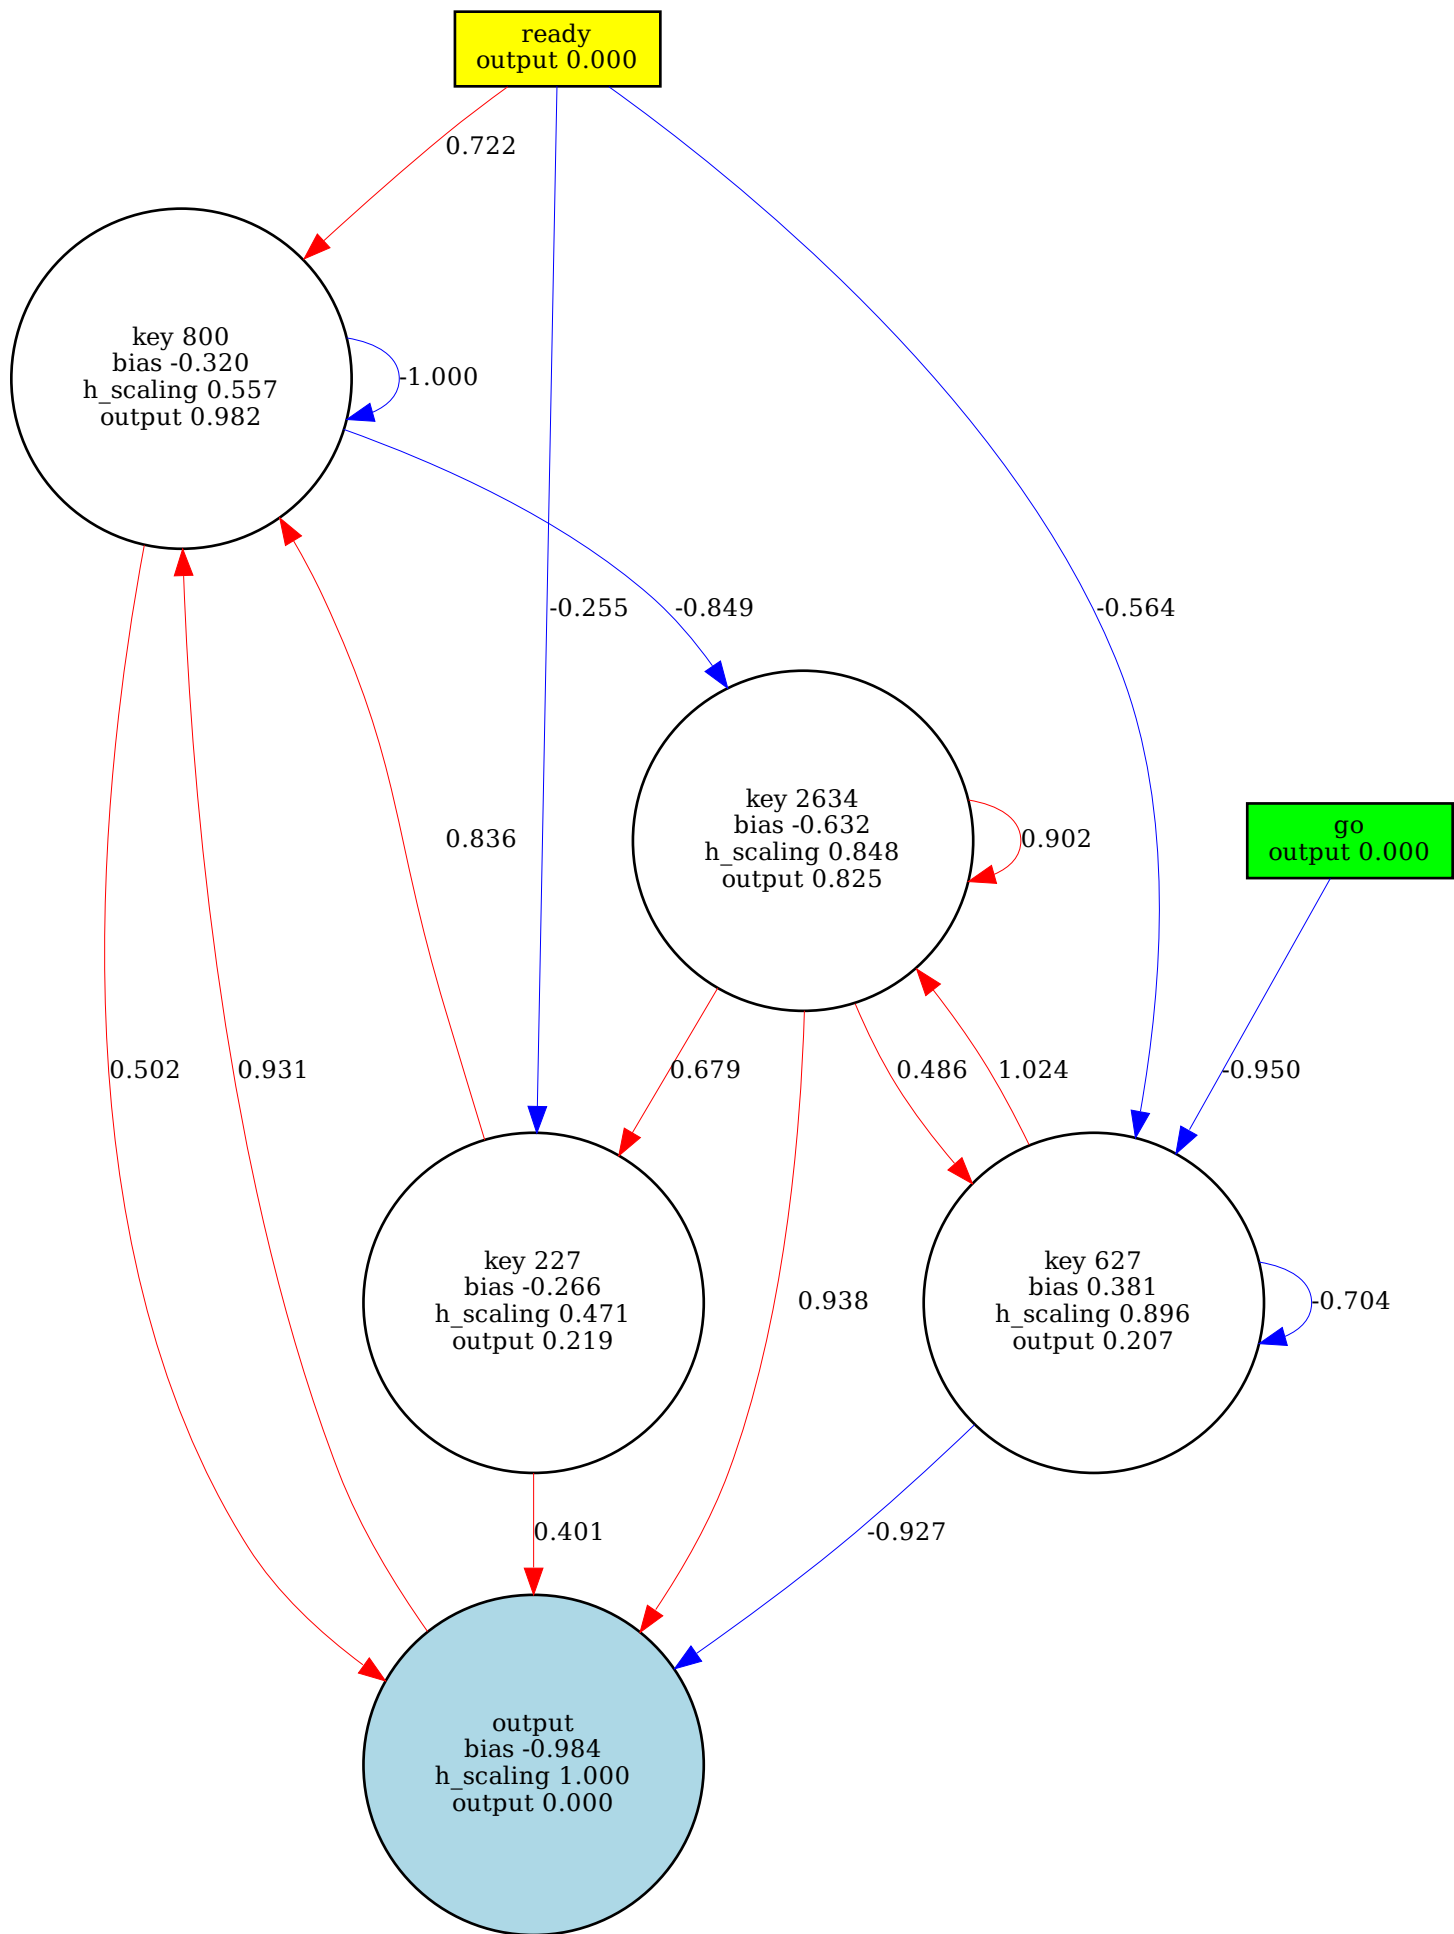 ready
output 0.000
0.722
key 800
bias -0.320
h_scaling 0.557
output 0.982
-1.000
-0.255
-0.849
-0.564
key 2634
bias -0.632
h_scaling 0.848
output 0.825
0.902
0.836
go
output 0.000
0.502
0.931
0.679
0.486
1.024
-0.950
key 227
bias -0.266
h_scaling 0.471
output 0.219
0.938
key 627
bias 0.381
h_scaling 0.896
output 0.207
-0.704
0.401
-0.927
output
bias -0.984
h_scaling 1.000
output 0.000